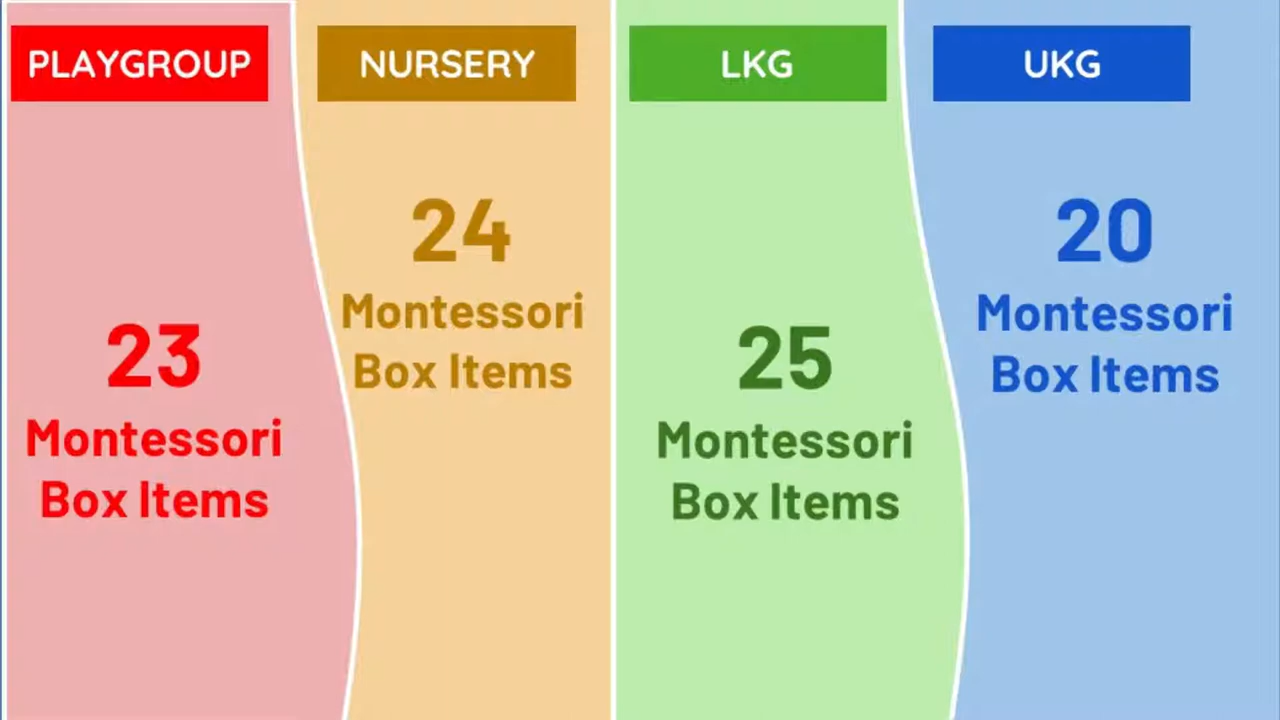 PLAYGROUP
23
Montessori
Box Items
NURSERY
24
Montessori
Box Items
LKG
25
Montessori
Box Items
UKG
20
Montessori
Box Items